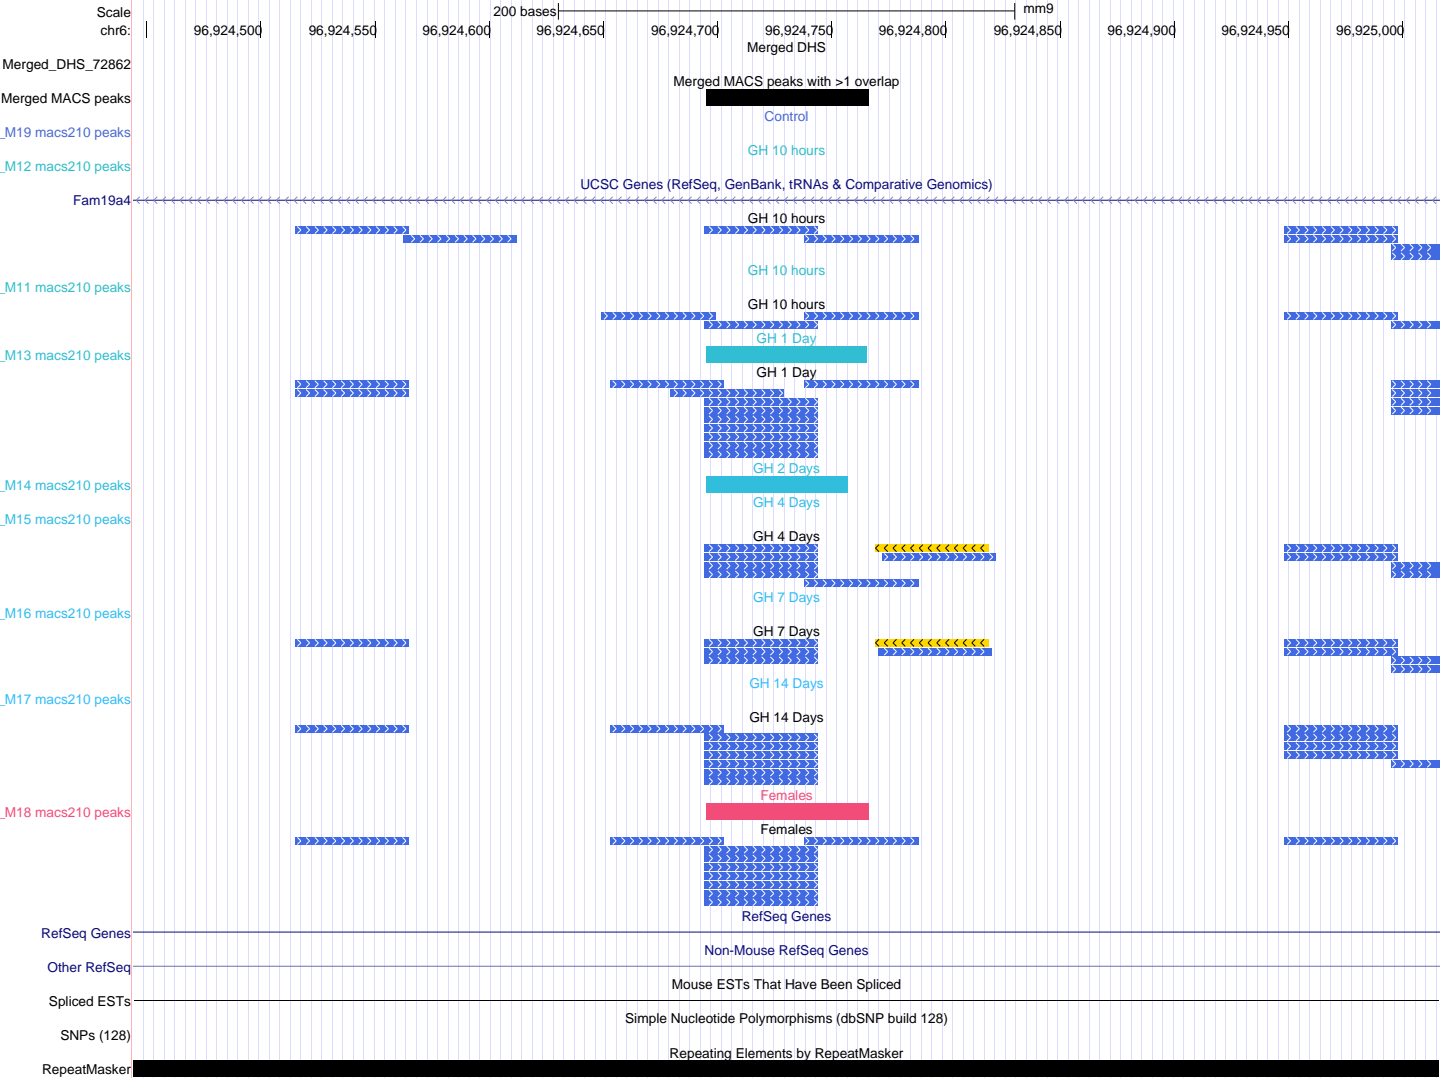 Scale 200 bases mm9
chr6: 96,924,500 96,924,550 96,924,600 96,924,650 96,924,700 96,924,750 96,924,800 96,924,850 96,924,900 96,924,950 96,925,000
Merged DHS
Merged_DHS_72862
Merged MACS peaks with >1 overlap
Merged MACS peaks
Control
_M19 macs210 peaks
GH 10 hours
_M12 macs210 peaks
UCSC Genes (RefSeq, GenBank, tRNAs & Comparative Genomics)
Fam19a4
GH 10 hours
GH 10 hours
_M11 macs210 peaks
GH 10 hours
GH 1 Day
_M13 macs210 peaks
GH 1 Day
GH 2 Days
_M14 macs210 peaks
GH 4 Days
_M15 macs210 peaks
GH 4 Days
GH 7 Days
_M16 macs210 peaks
GH 7 Days
GH 14 Days
_M17 macs210 peaks
GH 14 Days
Females
_M18 macs210 peaks
Females
RefSeq Genes
RefSeq Genes
Non-Mouse RefSeq Genes
Other RefSeq
Mouse ESTs That Have Been Spliced
Spliced ESTs
Simple Nucleotide Polymorphisms (dbSNP build 128)
SNPs (128)
Repeating Elements by RepeatMasker
RepeatMasker